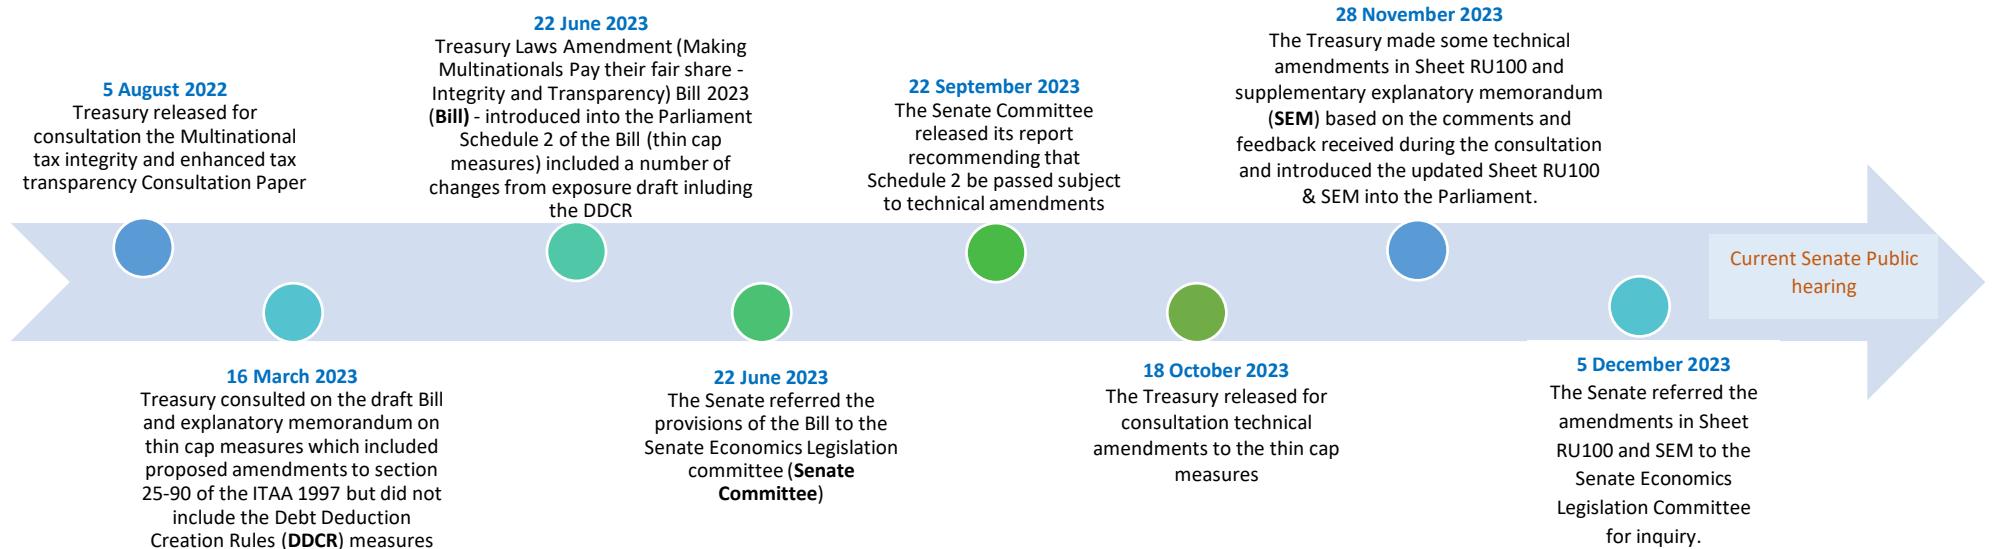 5 August 2022
Treasury released for
consultation the Multinational
tax integrity and enhanced tax
transparency Consultation Paper
16 March 2023
Treasury consulted on the draft Bill
and explanatory memorandum on
thin cap measures which included
proposed amendments to section
25-90 of the ITAA 1997 but did not
include the Debt Deduction
Creation Rules (DDCR) measures
22 June 2023
Treasury Laws Amendment (Making
Multinationals Pay their fair share -
Integrity and Transparency) Bill 2023
(Bill) - introduced into the Parliament
Schedule 2 of the Bill (thin cap
measures) included a number of
changes from exposure draft inluding
the DDCR
22 June 2023
The Senate referred the
provisions of the Bill to the
Senate Economics Legislation
committee (Senate
Committee)
22 September 2023
The Senate Committee
released its report
recommending that
Schedule 2 be passed subject
to technical amendments
18 October 2023
The Treasury released for
consultation technical
amendments to the thin cap
measures
28 November 2023
The Treasury made some technical
amendments in Sheet RU100 and
supplementary explanatory memorandum
(SEM) based on the comments and
feedback received during the consultation
and introduced the updated Sheet RU100
& SEM into the Parliament.
5 December 2023
The Senate referred the
amendments in Sheet
RU100 and SEM to the
Senate Economics
Legislation Committee
for inquiry.
Current Senate Public
hearing